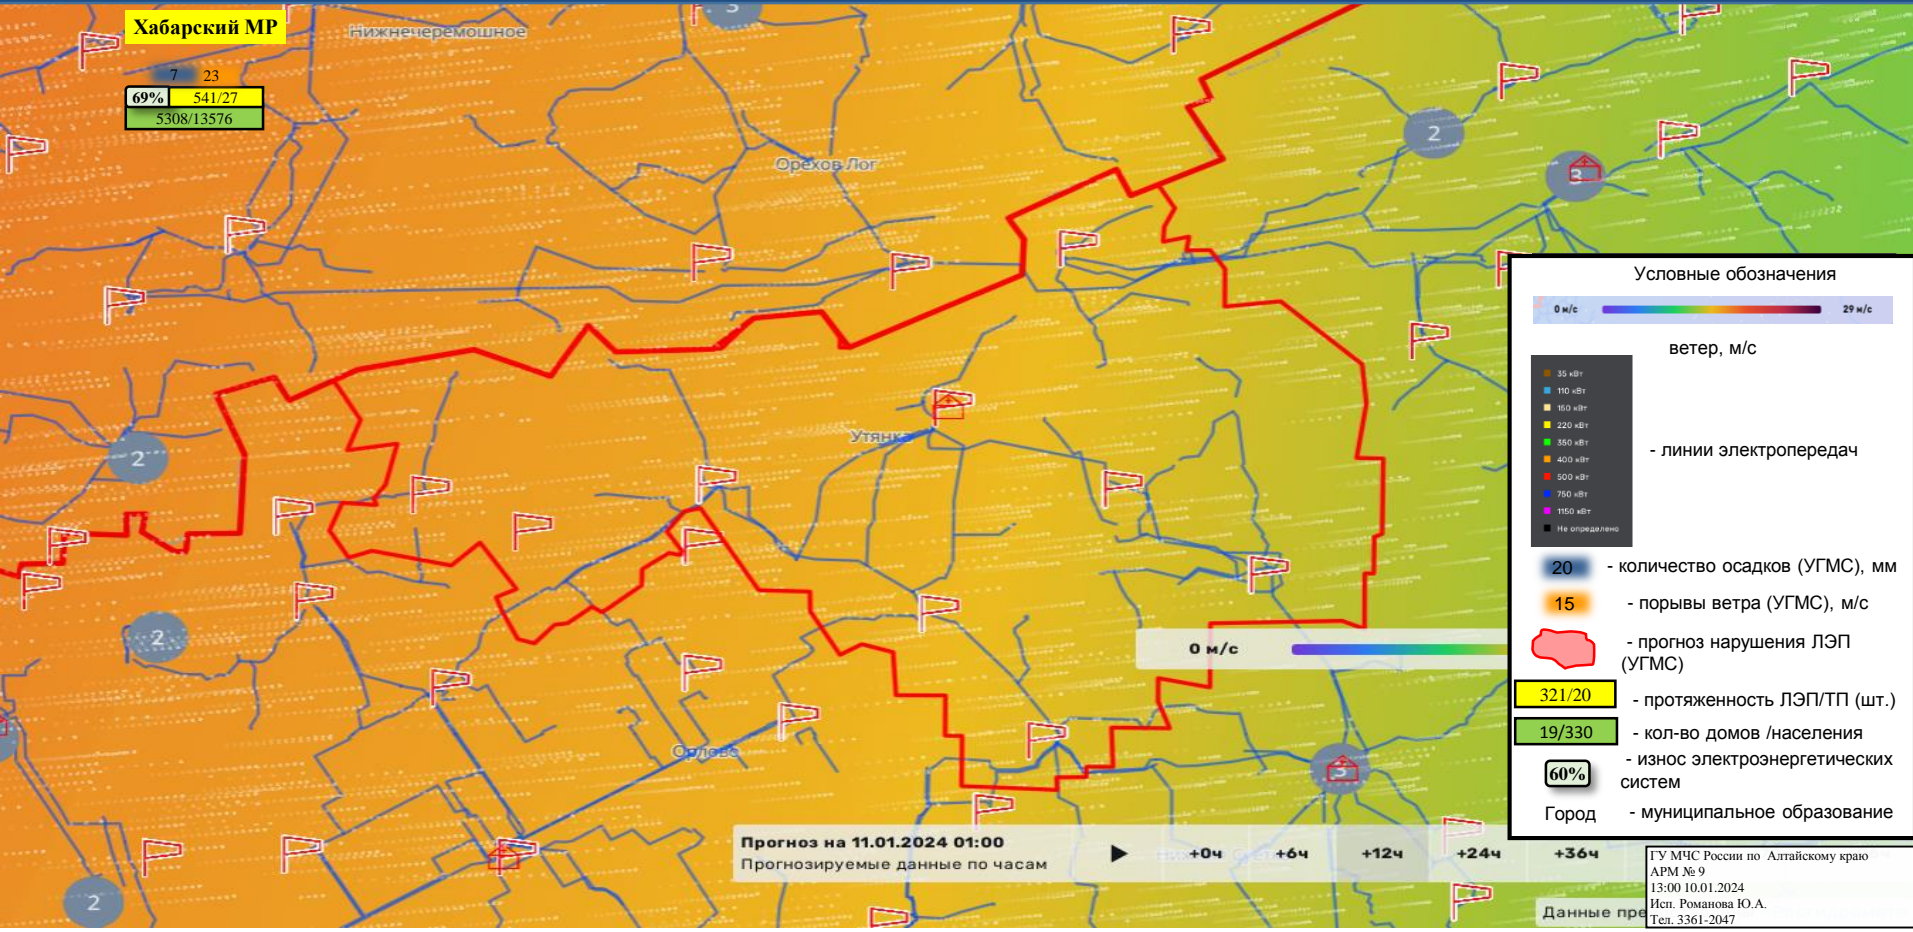 Хабарский МР
Нижнечеремошное
3
7 23
69% 541/27
5308/13576
2
Орехов Лог
3
Условные обозначения
0 м/с 29 м/с
ветер, м/с
35 кВт
110 кВт
150 кВт
220 кВт
350 кВт
400 кВт
500 кВт
750 кВт
1150 кВт
Не определено
- линии электропередач
Утянка
2
20 - количество осадков (УГМС), мм
15 - порывы ветра (УГМС), м/с
- прогноз нарушения ЛЭП
(УГМС)
2
0 м/с
321/20 - протяженность ЛЭП/ТП (шт.)
19/330 - кол-во домов /населения
60% - износ электроэнергетических
систем
Город - муниципальное образование
Орлово
3
Прогноз на 11.01.2024 01:00
Прогнозируемые данные по часам
+0ч +6ч +12ч +24ч +36ч
2
Данные пре
ГУ МЧС России по Алтайскому краю
АРМ № 9
13:00 10.01.2024
Исп. Романова Ю.А.
Тел. 3361-2047